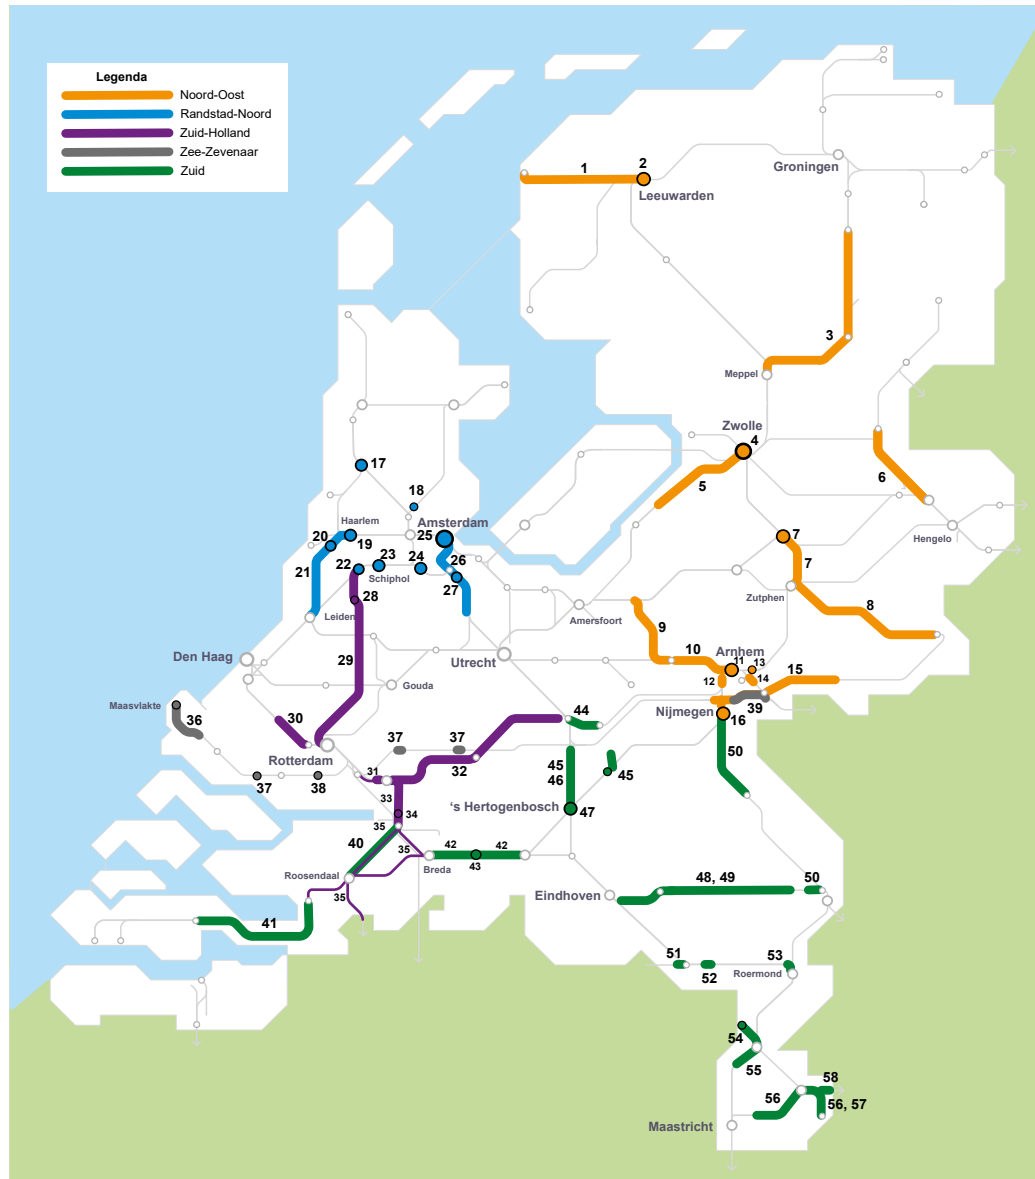 Legenda
Noord-Oost
Randstad-Noord
Zuid-Holland
Zee-Zevenaar
Zuid
1
2
Leeuwarden
Groningen
3
Meppel
Zwolle
4
5
6
17
18
Haarlem
Amsterdam
20
19
25
21
22
23
24
26
Schiphol
27
28
7
7
Hengelo
Zutphen
8
Leiden
Amersfoort
9
10
Arnhem
11
13
12
14
15
Den Haag
Utrecht
29
Gouda
39
Maasvlakte
36
30
Nijmegen
16
44
Rotterdam
37
37
50
31
32
45
46
45
37
38
33
34
's Hertogenbosch
47
35
40
35
42
42
43
Roosendaal
Breda
35
48, 49
50
Eindhoven
41
51
52
53
Roermond
54
55
58
56
56, 57
Maastricht